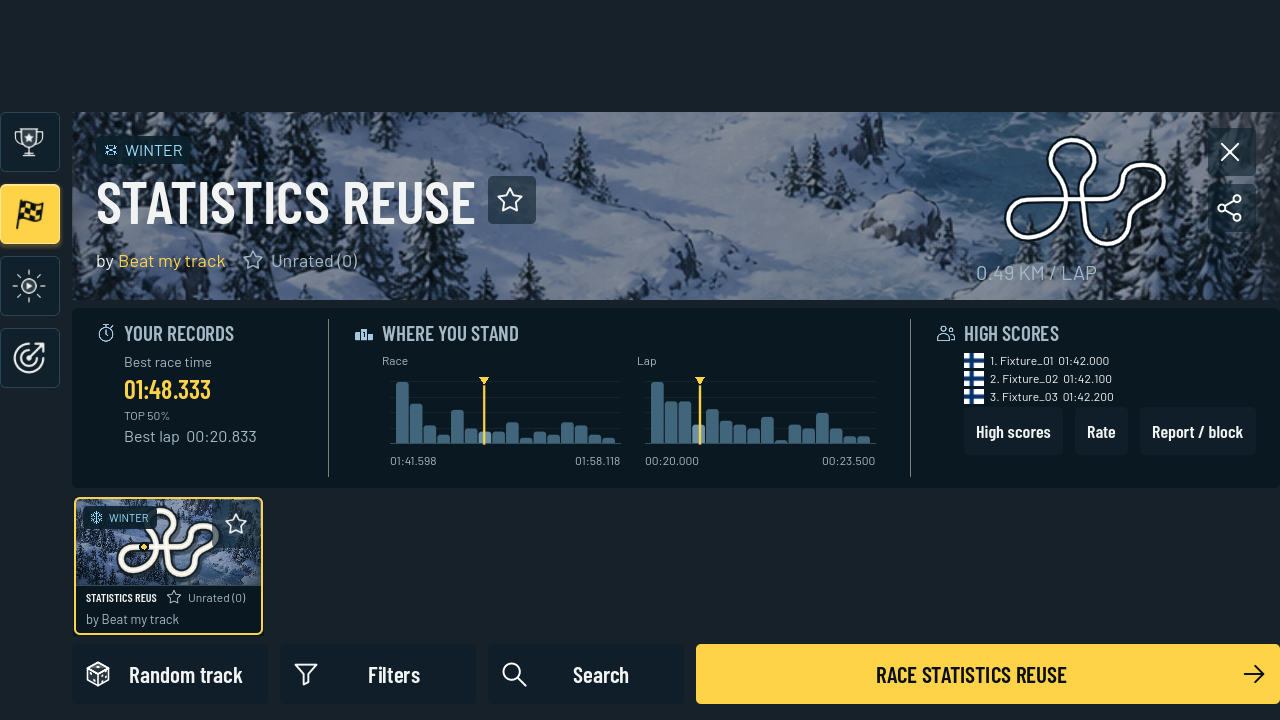 WINTER
STATISTICS REUSE
by Beat my track Unrated (0)
0.49 KM / LAP
YOUR RECORDS
Best race time
01:48.333
TOP 50%
Best lap 00:20.833
WHERE YOU STAND
Race
01:41.598 01:58.118
Lap
00:20.000 00:23.500
HIGH SCORES
1. Fixture_01 01:42.000
2. Fixture_02 01:42.100
3. Fixture_03 01:42.200
High scores Rate Report / block
WINTER
STATISTICS REUS Unrated (0)
by Beat my track
Random track Filters Search RACE STATISTICS REUSE